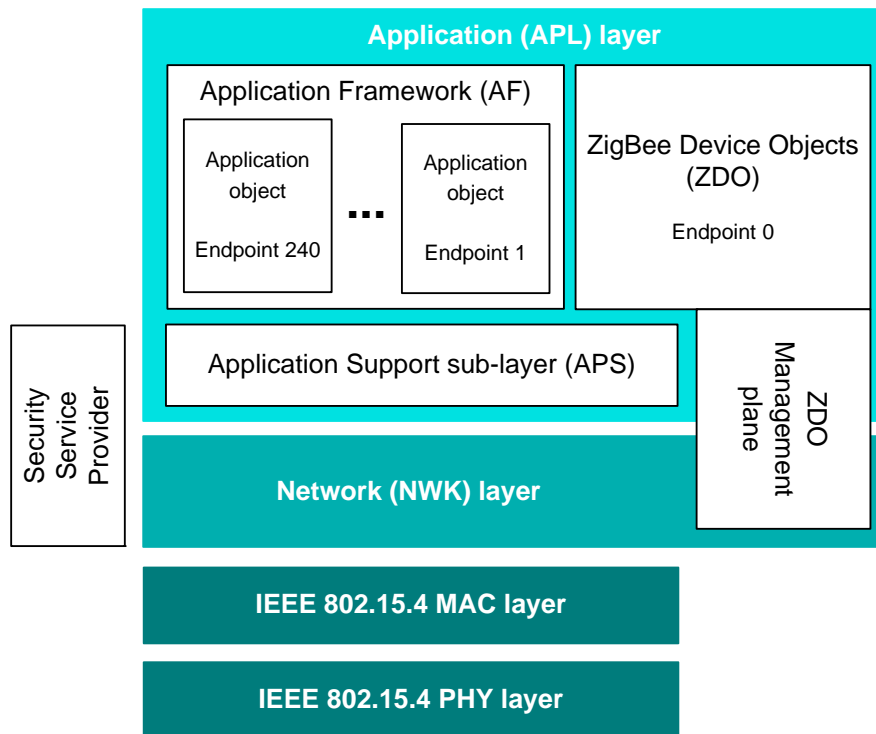 Application (APL) layer
Application Framework (AF)
Application
object
Endpoint 240
...
Application
object
Endpoint 1
ZigBee Device Objects
(ZDO)
Endpoint 0
Application Support sub-layer (APS)
ZDO
Management
plane
Security
Service
Provider
Network (NWK) layer
IEEE 802.15.4 MAC layer
IEEE 802.15.4 PHY layer